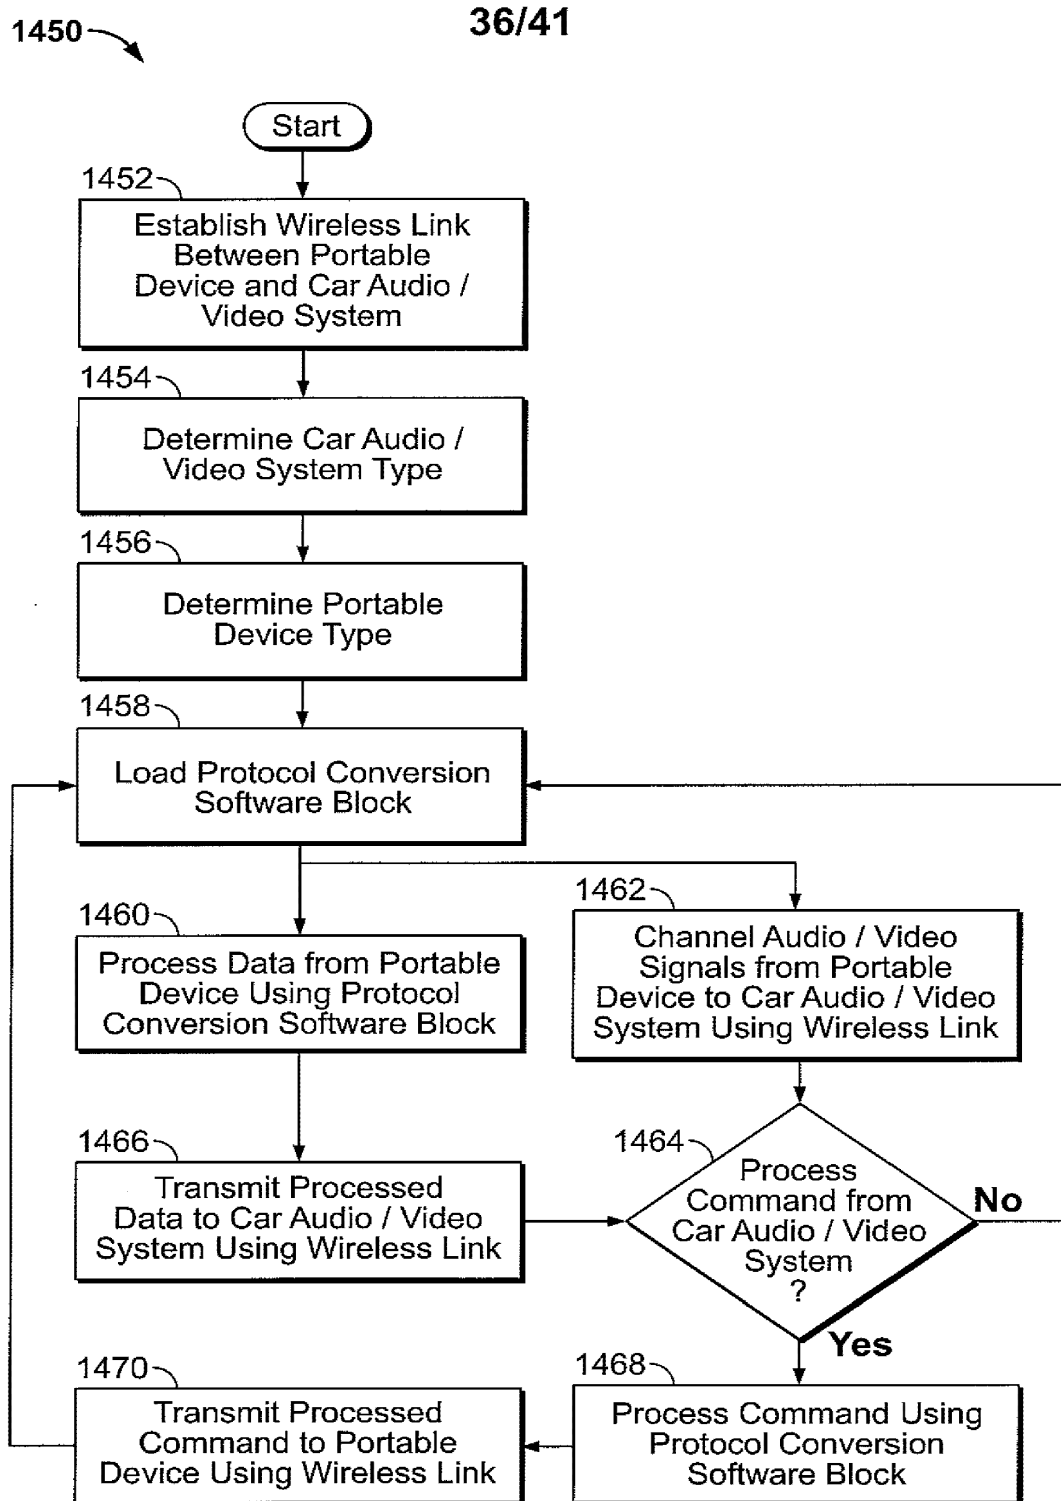 1450
36/41
Start
1452
Establish Wireless Link
Between Portable
Device and Car Audio /
Video System
1454
Determine Car Audio /
Video System Type
1456
Determine Portable
Device Type
1458
Load Protocol Conversion
Software Block
1460
Process Data from Portable
Device Using Protocol
Conversion Software Block
1462
Channel Audio / Video
Signals from Portable
Device to Car Audio / Video
System Using Wireless Link
1466
Transmit Processed
Data to Car Audio / Video
System Using Wireless Link
1464
Process
Command from
Car Audio / Video
System
?
No
Yes
1470
Transmit Processed
Command to Portable
Device Using Wireless Link
1468
Process Command Using
Protocol Conversion
Software Block